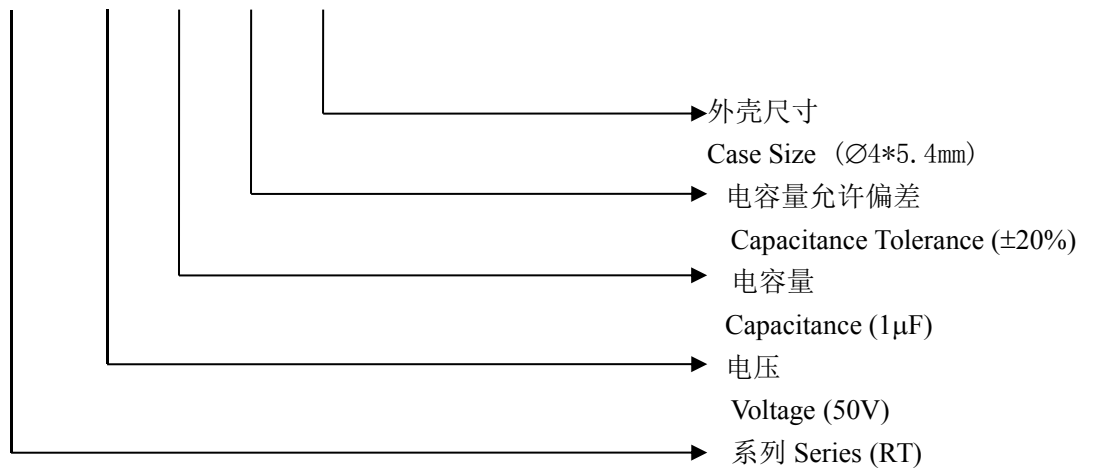 外壳尺寸
Case Size (∅4*5.4mm)
电容量允许偏差
Capacitance Tolerance (±20%)
电容量
Capacitance (1μF)
电压
Voltage (50V)
系列 Series (RT)